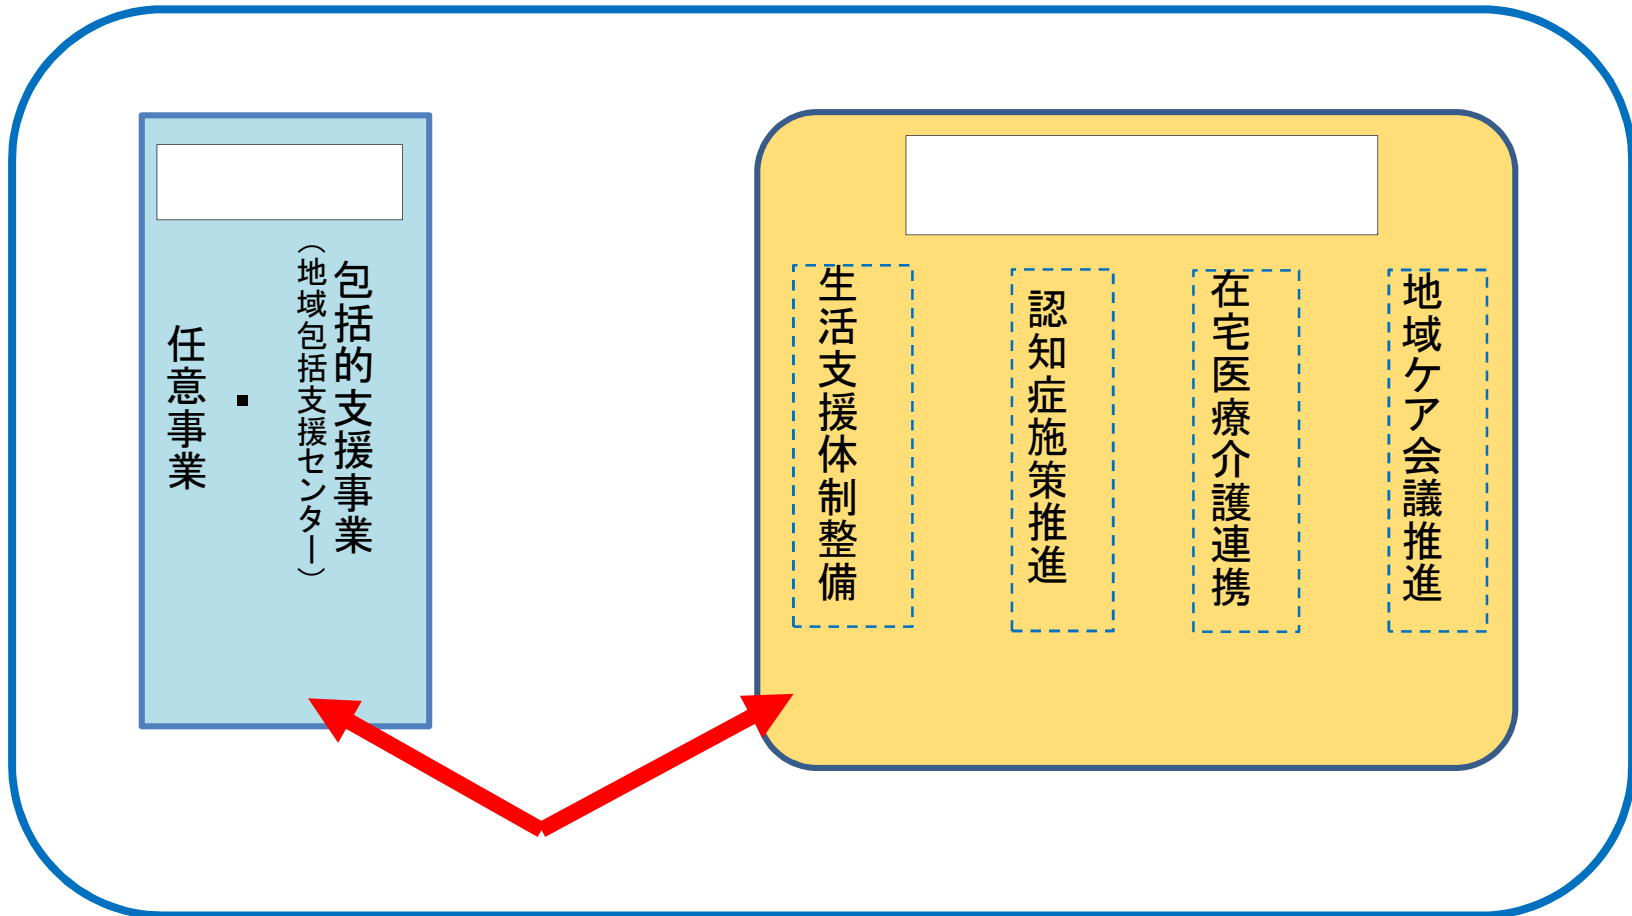 包括的支援事業
（地域包括支援センター）
・
任意事業
地域ケア会議推進
在宅医療介護連携
認知症施策推進
生活支援体制整備